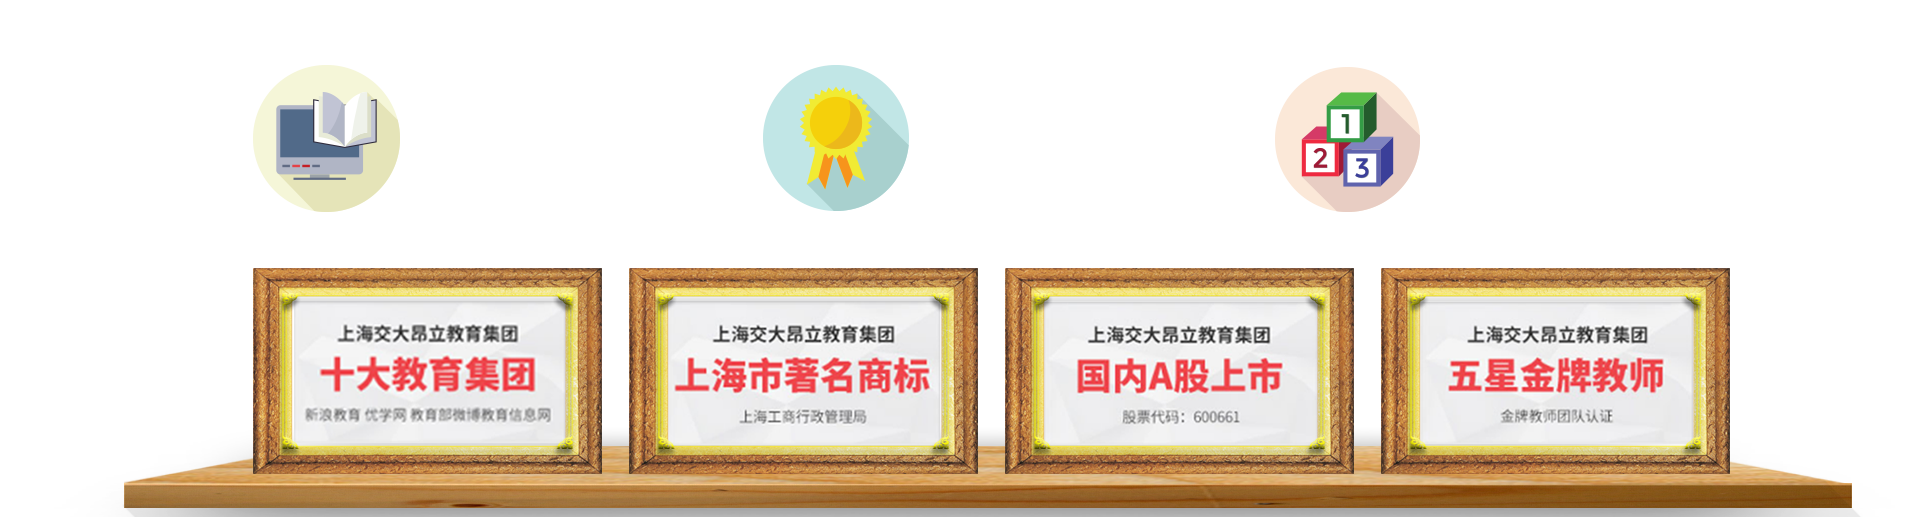 1
2
3
上海交大昂立教育集团
十大教育集团
新浪教育 优学网 教育部微博教育信息网
上海交大昂立教育集团
上海市著名商标
上海工商行政管理局
上海交大昂立教育集团
国内A股上市
股票代码：600661
上海交大昂立教育集团
五星金牌教师
金牌教师团队认证